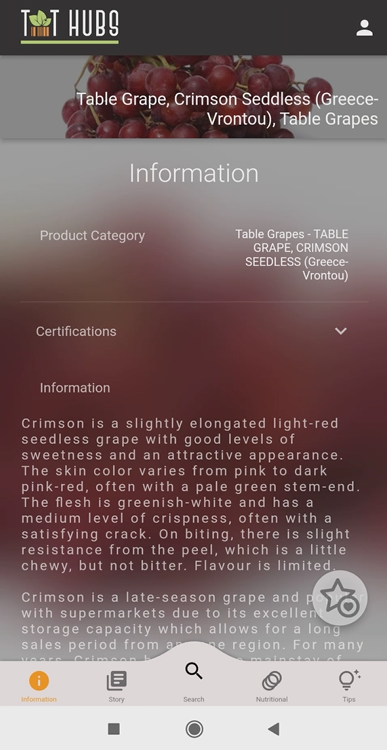 T T HUBS
Table Grape, Crimson Seddless (Greece-
Vrontou), Table Grapes
Information
Product Category
Table Grapes - TABLE
GRAPE, CRIMSON
SEEDLESS (Greece-
Vrontou)
Certifications
Information
Crimson is a slightly elongated light-red
seedless grape with good levels of
sweetness and an attractive appearance.
The skin color varies from pink to dark
pink-red, often with a pale green stem-end.
The flesh is greenish-white and has a
medium level of crispness, often with a
satisfying crack. On biting, there is slight
resistance from the peel, which is a little
chewy, but not bitter. Flavour is limited.
Crimson is a late-season grape and
with supermarkets due to its excellent
storage capacity which allows for a long
sales period from any one region. For many
years, Crimson mainstay of
Information
Story
Search
Nutritional
Tips